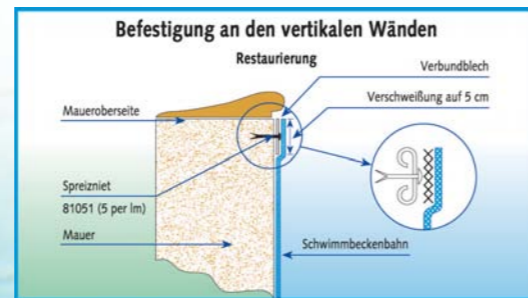 Befestigung an den vertikalen Wänden
Restaurierung
Verbundblech
Verschweißung auf 5 cm
Maueroberseite
Spreizniet
81051 (5 per lm)
Mauer
Schwimmbeckenbahn